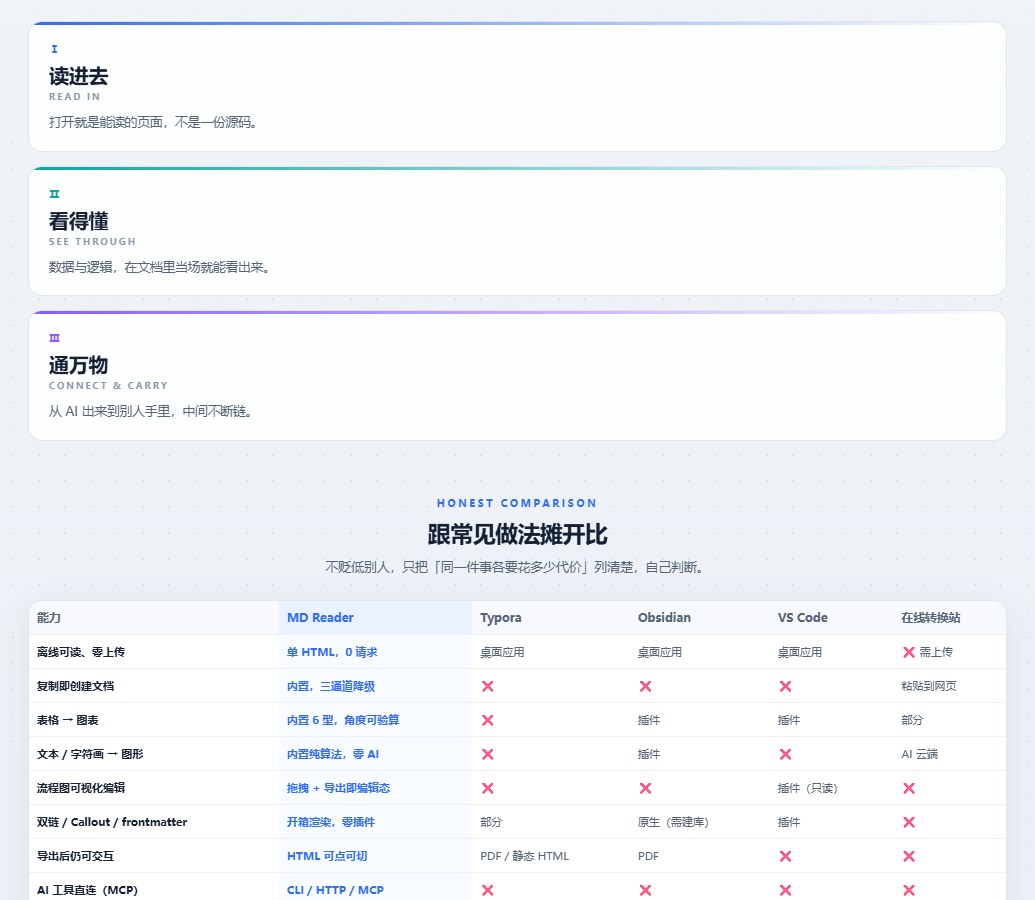 I
读进去
READ IN
打开就是能读的页面，不是一份源码。
II
看得懂
SEE THROUGH
数据与逻辑，在文档里当场就能看出来。
III
通万物
CONNECT & CARRY
从 AI 出来到别人手里，中间不断链。
HONEST COMPARISON
跟常见做法摊开比
不贬低别人，只把「同一件事各要花多少代价」列清楚，自己判断。
能力 MD Reader Typora Obsidian VS Code 在线转换站
离线可读、零上传 单 HTML，0 请求 桌面应用 桌面应用 桌面应用 ❌ 需上传
复制即创建文档 内置，三通道降级 ❌ ❌ ❌ 粘贴到网页
表格 → 图表 内置 6 型，角度可验算 ❌ 插件 插件 部分
文本 / 字符画 → 图形 内置纯算法，零 AI ❌ 插件 ❌ AI 云端
流程图可视化编辑 拖拽 + 导出即编辑态 ❌ ❌ 插件（只读） ❌
双链 / Callout / frontmatter 开箱渲染，零插件 部分 原生（需建库） 插件 ❌
导出后仍可交互 HTML 可点可切 PDF / 静态 HTML PDF ❌ ❌
AI 工具直连（MCP） CLI / HTTP / MCP ❌ ❌ ❌ ❌